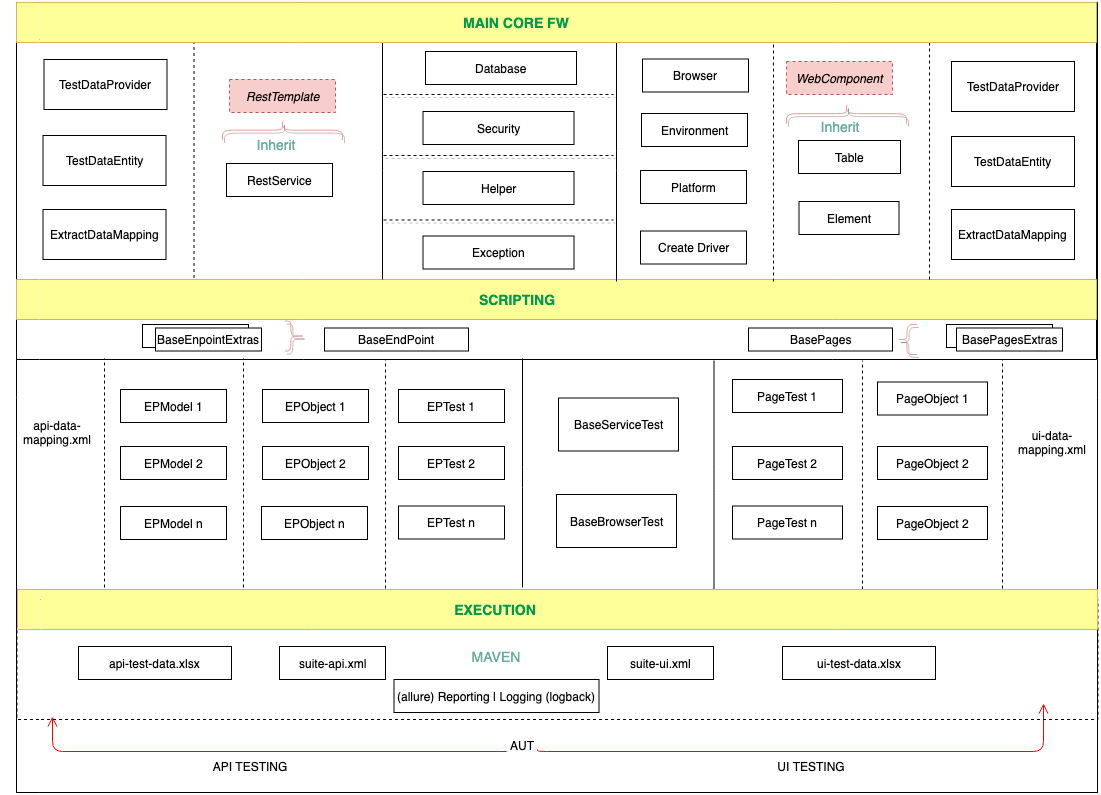 MAIN CORE FW
TestDataProvider
TestDataEntity
ExtractDataMapping
RestTemplate
Inherit
RestService
Database
Security
Helper
Exception
Browser
Environment
Platform
Create Driver
WebComponent
Inherit
Table
Element
TestDataProvider
TestDataEntity
ExtractDataMapping
SCRIPTING
BaseEnpointExtras
BaseEndPoint
BasePages
BasePagesExtras
api-data-
mapping.xml
EPModel 1
EPModel 2
EPModel n
EPObject 1
EPObject 2
EPObject n
EPTest 1
EPTest 2
EPTest n
BaseServiceTest
BaseBrowserTest
PageTest 1
PageTest 2
PageTest n
PageObject 1
PageObject 2
PageObject 2
ui-data-
mapping.xml
EXECUTION
api-test-data.xlsx
suite-api.xml
MAVEN
(allure) Reporting | Logging (logback)
suite-ui.xml
ui-test-data.xlsx
AUT
API TESTING
UI TESTING